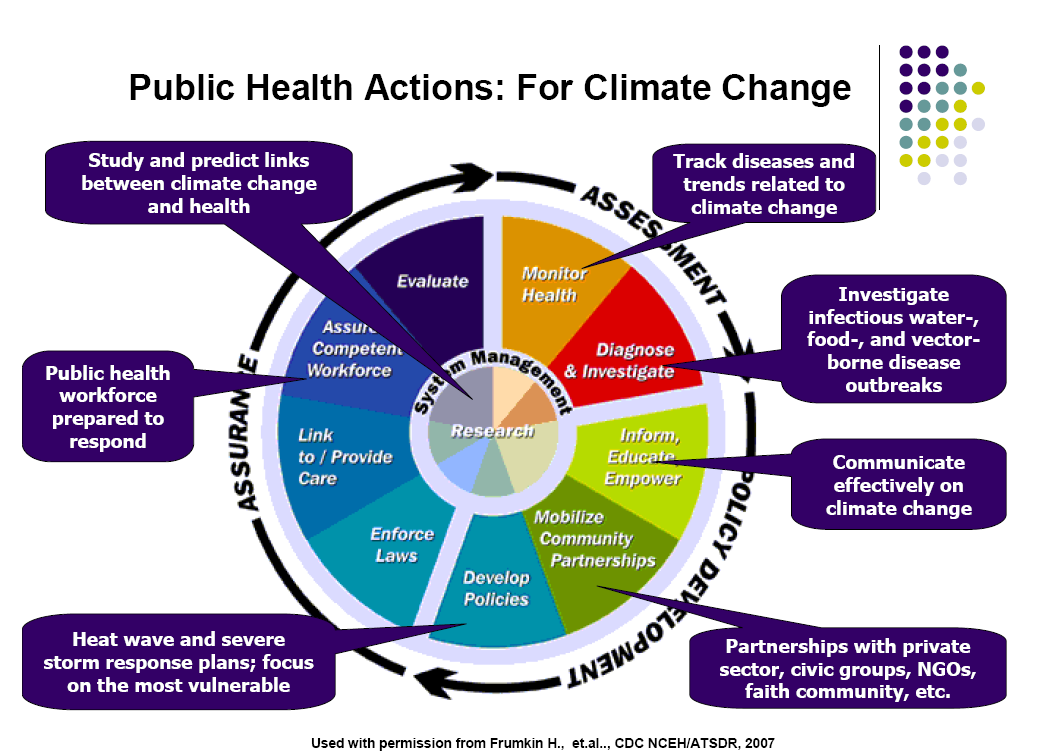 Public Health Actions: For Climate Change
Study and predict links
between climate change
and health
Track diseases and
trends related to
climate change
ASSESSMENT
Evaluate
Monitor
Health
Investigate
infectious water-,
food-, and vector-
borne disease
outbreaks
Assure
Competent
Workforce
System Management
Diagnose
& Investigate
Public health
workforce
prepared to
respond
ASSURANCE
Research
Link
to / Provide
Care
Inform,
Educate,
Empower
Communicate
effectively on
climate change
POLICY DEVELOPMENT
Enforce
Laws
Mobilize
Community
Partnerships
Develop
Policies
Heat wave and severe
storm response plans; focus
on the most vulnerable
Partnerships with private
sector, civic groups, NGOs,
faith community, etc.
Used with permission from Frumkin H., et.al.., CDC NCEH/ATSDR, 2007